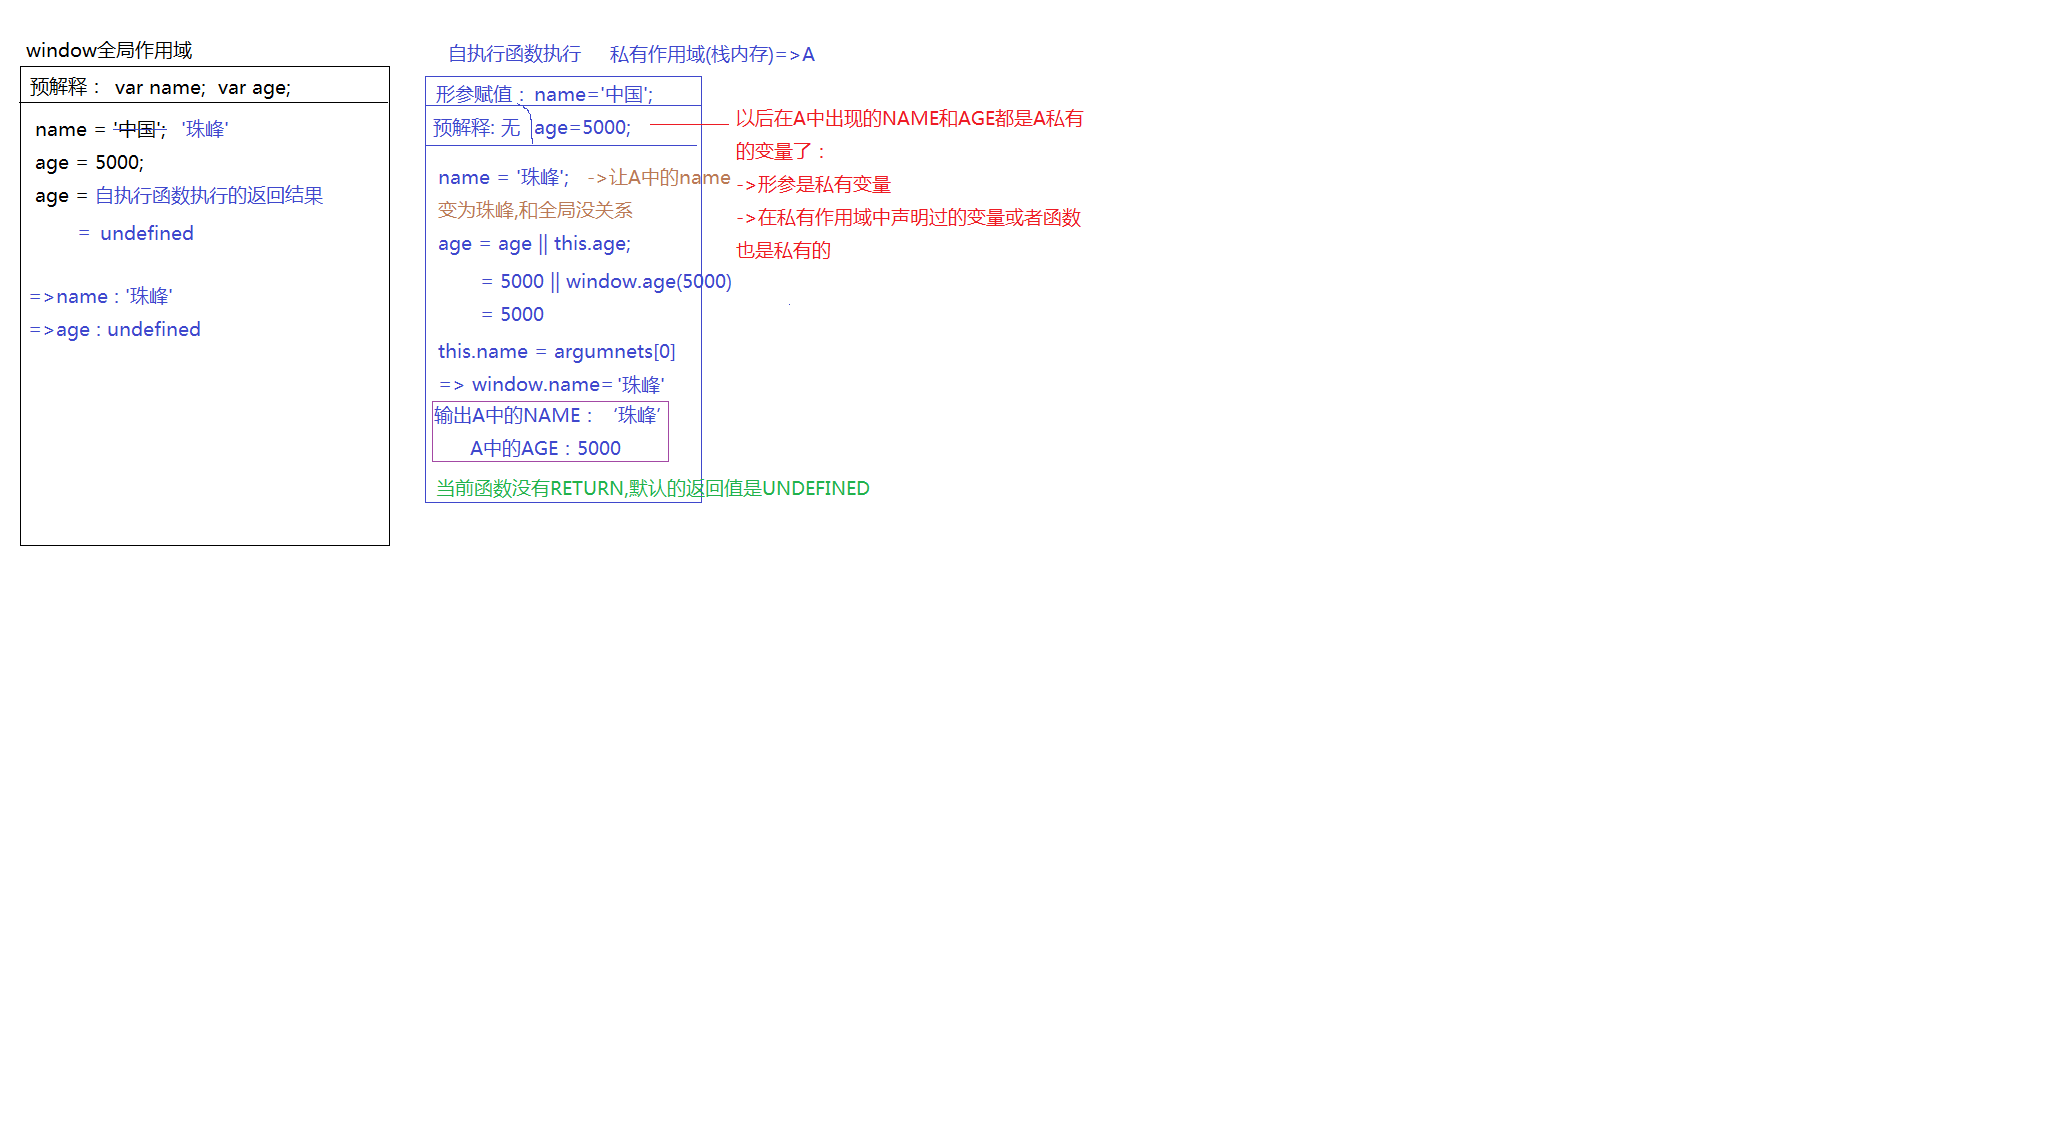 window全局作用域
预解释： var name;  var age;
name = '中国';  '珠峰'
age = 5000;
age = 自执行函数执行的返回结果
= undefined
=>name : '珠峰'
=>age : undefined
自执行函数执行  私有作用域(栈内存)=>A
形参赋值： name='中国';
预解释: 无 age=5000;
name = '珠峰';  ->让A中的name
变为珠峰,和全局没关系
age = age || this.age;
= 5000 || window.age(5000)
= 5000
this.name = argumnets[0]
=> window.name= '珠峰'
输出A中的NAME： ‘珠峰’
A中的AGE：5000
当前函数没有RETURN,默认的返回值是UNDEFINED
以后在A中出现的NAME和AGE都是A私有
的变量了：
->形参是私有变量
->在私有作用域中声明过的变量或者函数
也是私有的